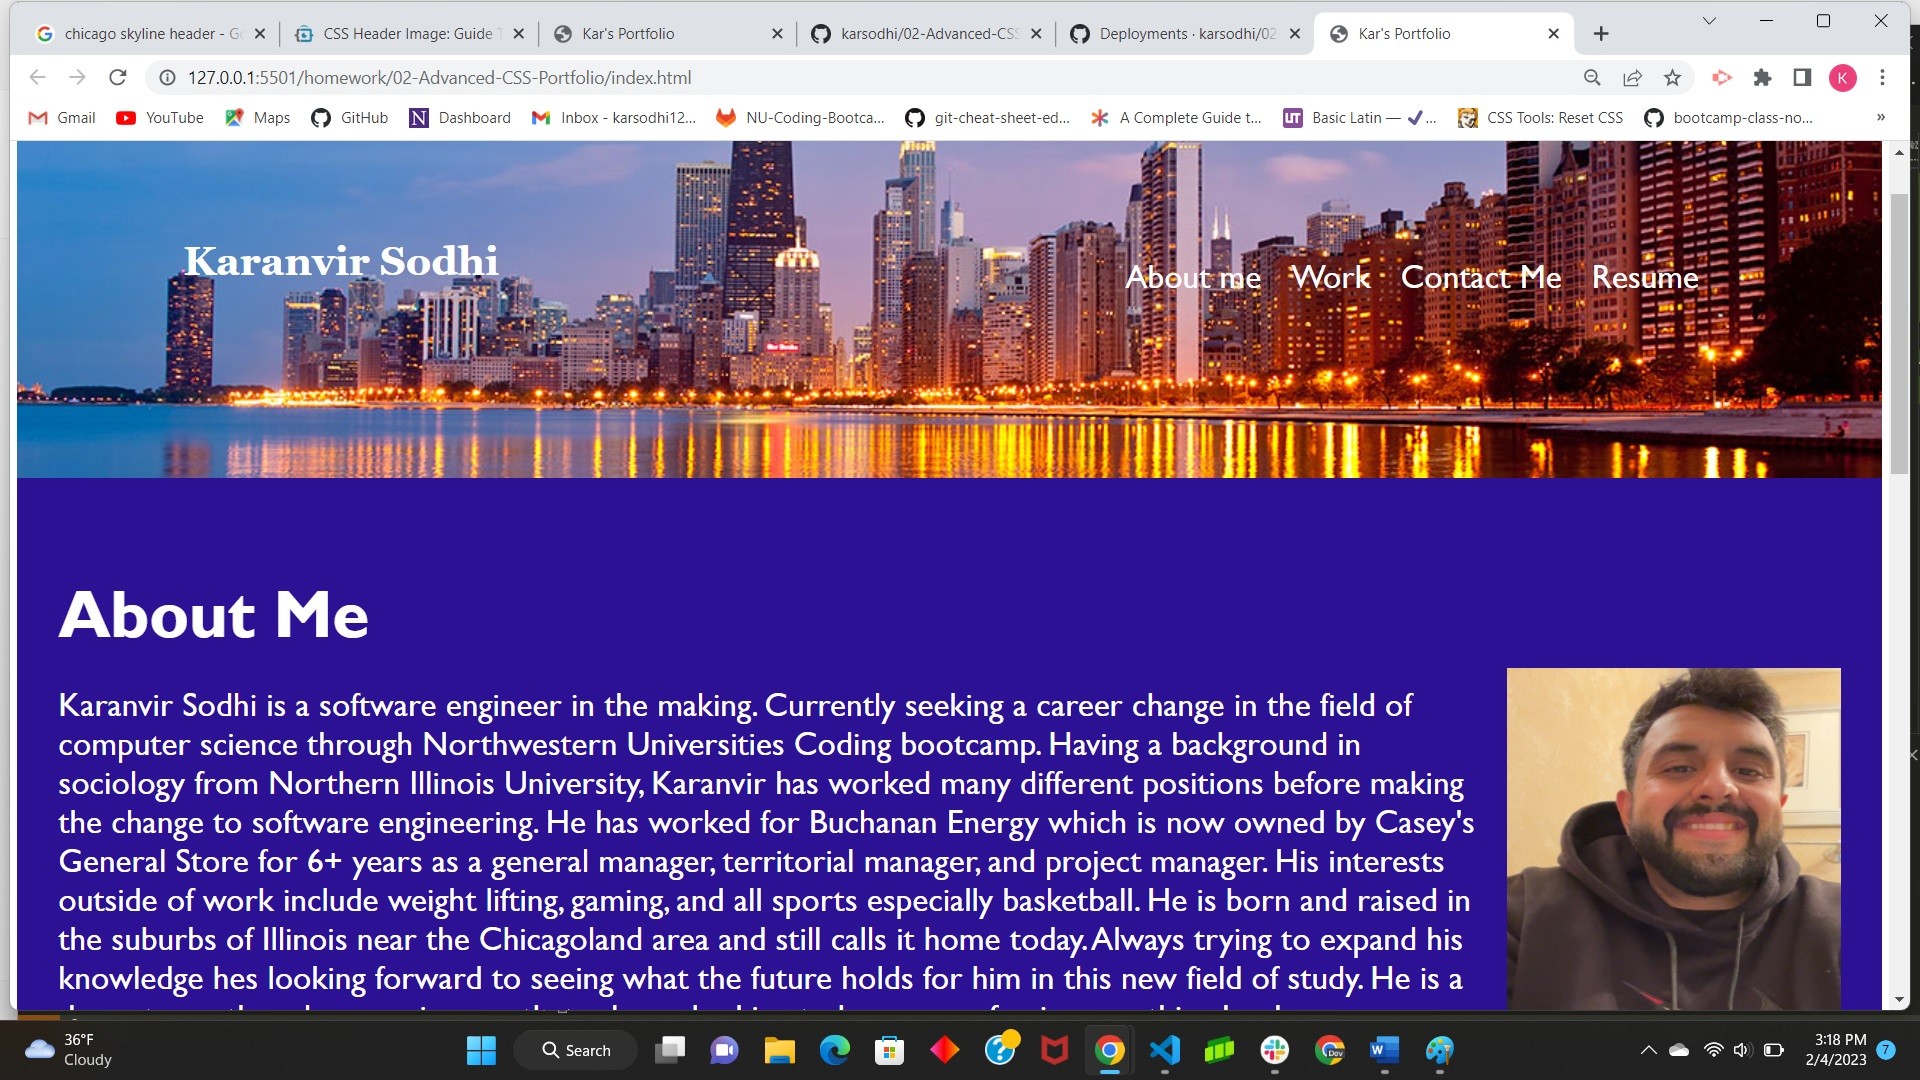 chicago skyline header - Go
CSS Header Image: Guide T
Kar's Portfolio
karsodhi/02-Advanced-CSS
Deployments · karsodhi/02
Kar's Portfolio
127.0.0.1:5501/homework/02-Advanced-CSS-Portfolio/index.html
K
Gmail
YouTube
Maps
GitHub
N Dashboard
Inbox - karsodhi12...
NU-Coding-Bootca...
git-cheat-sheet-ed...
A Complete Guide t...
UT Basic Latin — ✓...
CSS Tools: Reset CSS
bootcamp-class-no...
»
Karanvir Sodhi
About me Work Contact Me Resume
About Me
Karanvir Sodhi is a software engineer in the making. Currently seeking a career change in the field of
computer science through Northwestern Universities Coding bootcamp. Having a background in
sociology from Northern Illinois University, Karanvir has worked many different positions before making
the change to software engineering. He has worked for Buchanan Energy which is now owned by Casey's
General Store for 6+ years as a general manager, territorial manager, and project manager. His interests
outside of work include weight lifting, gaming, and all sports especially basketball. He is born and raised in
the suburbs of Illinois near the Chicagoland area and still calls it home today. Always trying to expand his
knowledge hes looking forward to seeing what the future holds for him in this new field of study. He is a
36°F
Cloudy
Search
Dev
W
3:18 PM
2/4/2023
7